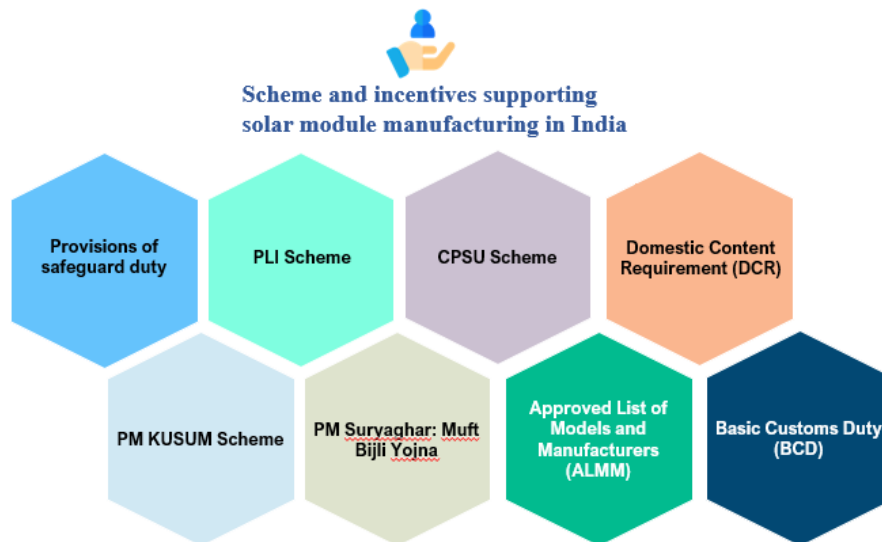 Scheme and incentives supporting
solar module manufacturing in India
Provisions of
safeguard duty
PLI Scheme
CPSU Scheme
Domestic Content
Requirement (DCR)
PM KUSUM Scheme
PM Suryaghar: Muft
Bijli Yojna
Approved List of
Models and
Manufacturers
(ALMM)
Basic Customs Duty
(BCD)